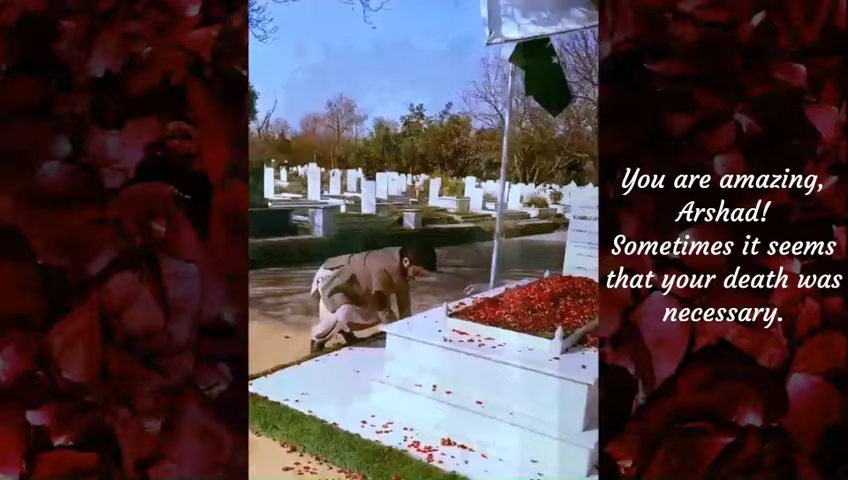 You are amazing,
Arshad!
Sometimes it seems
that your death was
necessary.